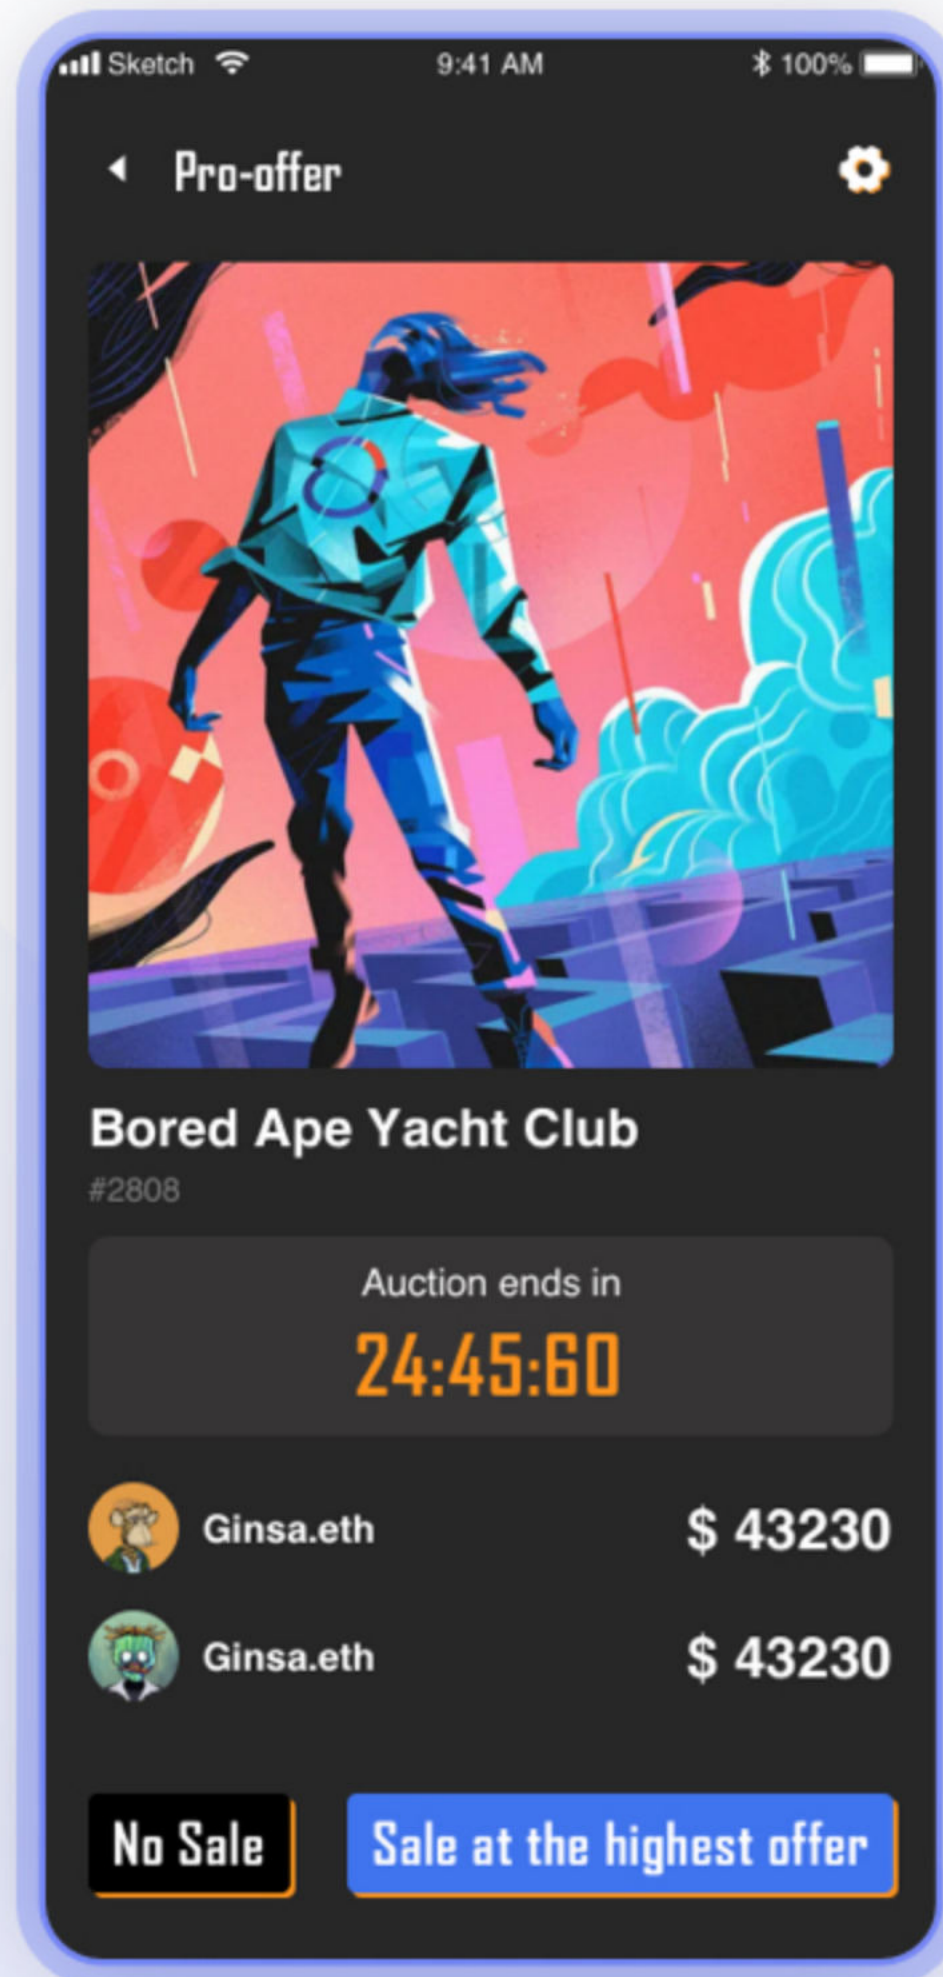 Sketch 9:41 AM 100%
Pro-offer
Bored Ape Yacht Club
#2808
Auction ends in
24:45:60
Ginsa.eth $ 43230
Ginsa.eth $ 43230
No Sale Sale at the highest offer